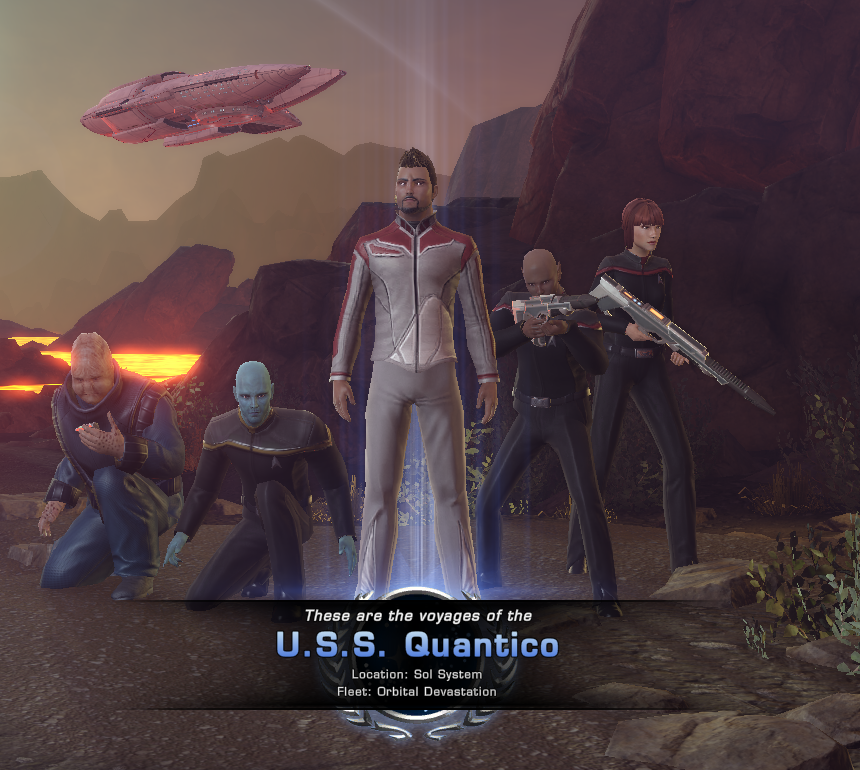 These are the voyages of the
U.S.S. Quantico
Location: Sol System
Fleet: Orbital Devastation